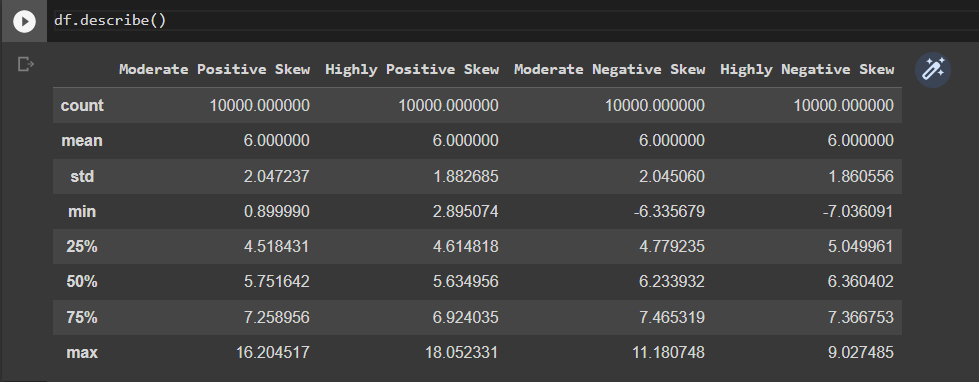 df.describe()
Moderate Positive Skew Highly Positive Skew Moderate Negative Skew Highly Negative Skew
count 10000.000000 10000.000000 10000.000000 10000.000000
mean 6.000000 6.000000 6.000000 6.000000
std 2.047237 1.882685 2.045060 1.860556
min 0.899990 2.895074 -6.335679 -7.036091
25% 4.518431 4.614818 4.779235 5.049961
50% 5.751642 5.634956 6.233932 6.360402
75% 7.258956 6.924035 7.465319 7.366753
max 16.204517 18.052331 11.180748 9.027485